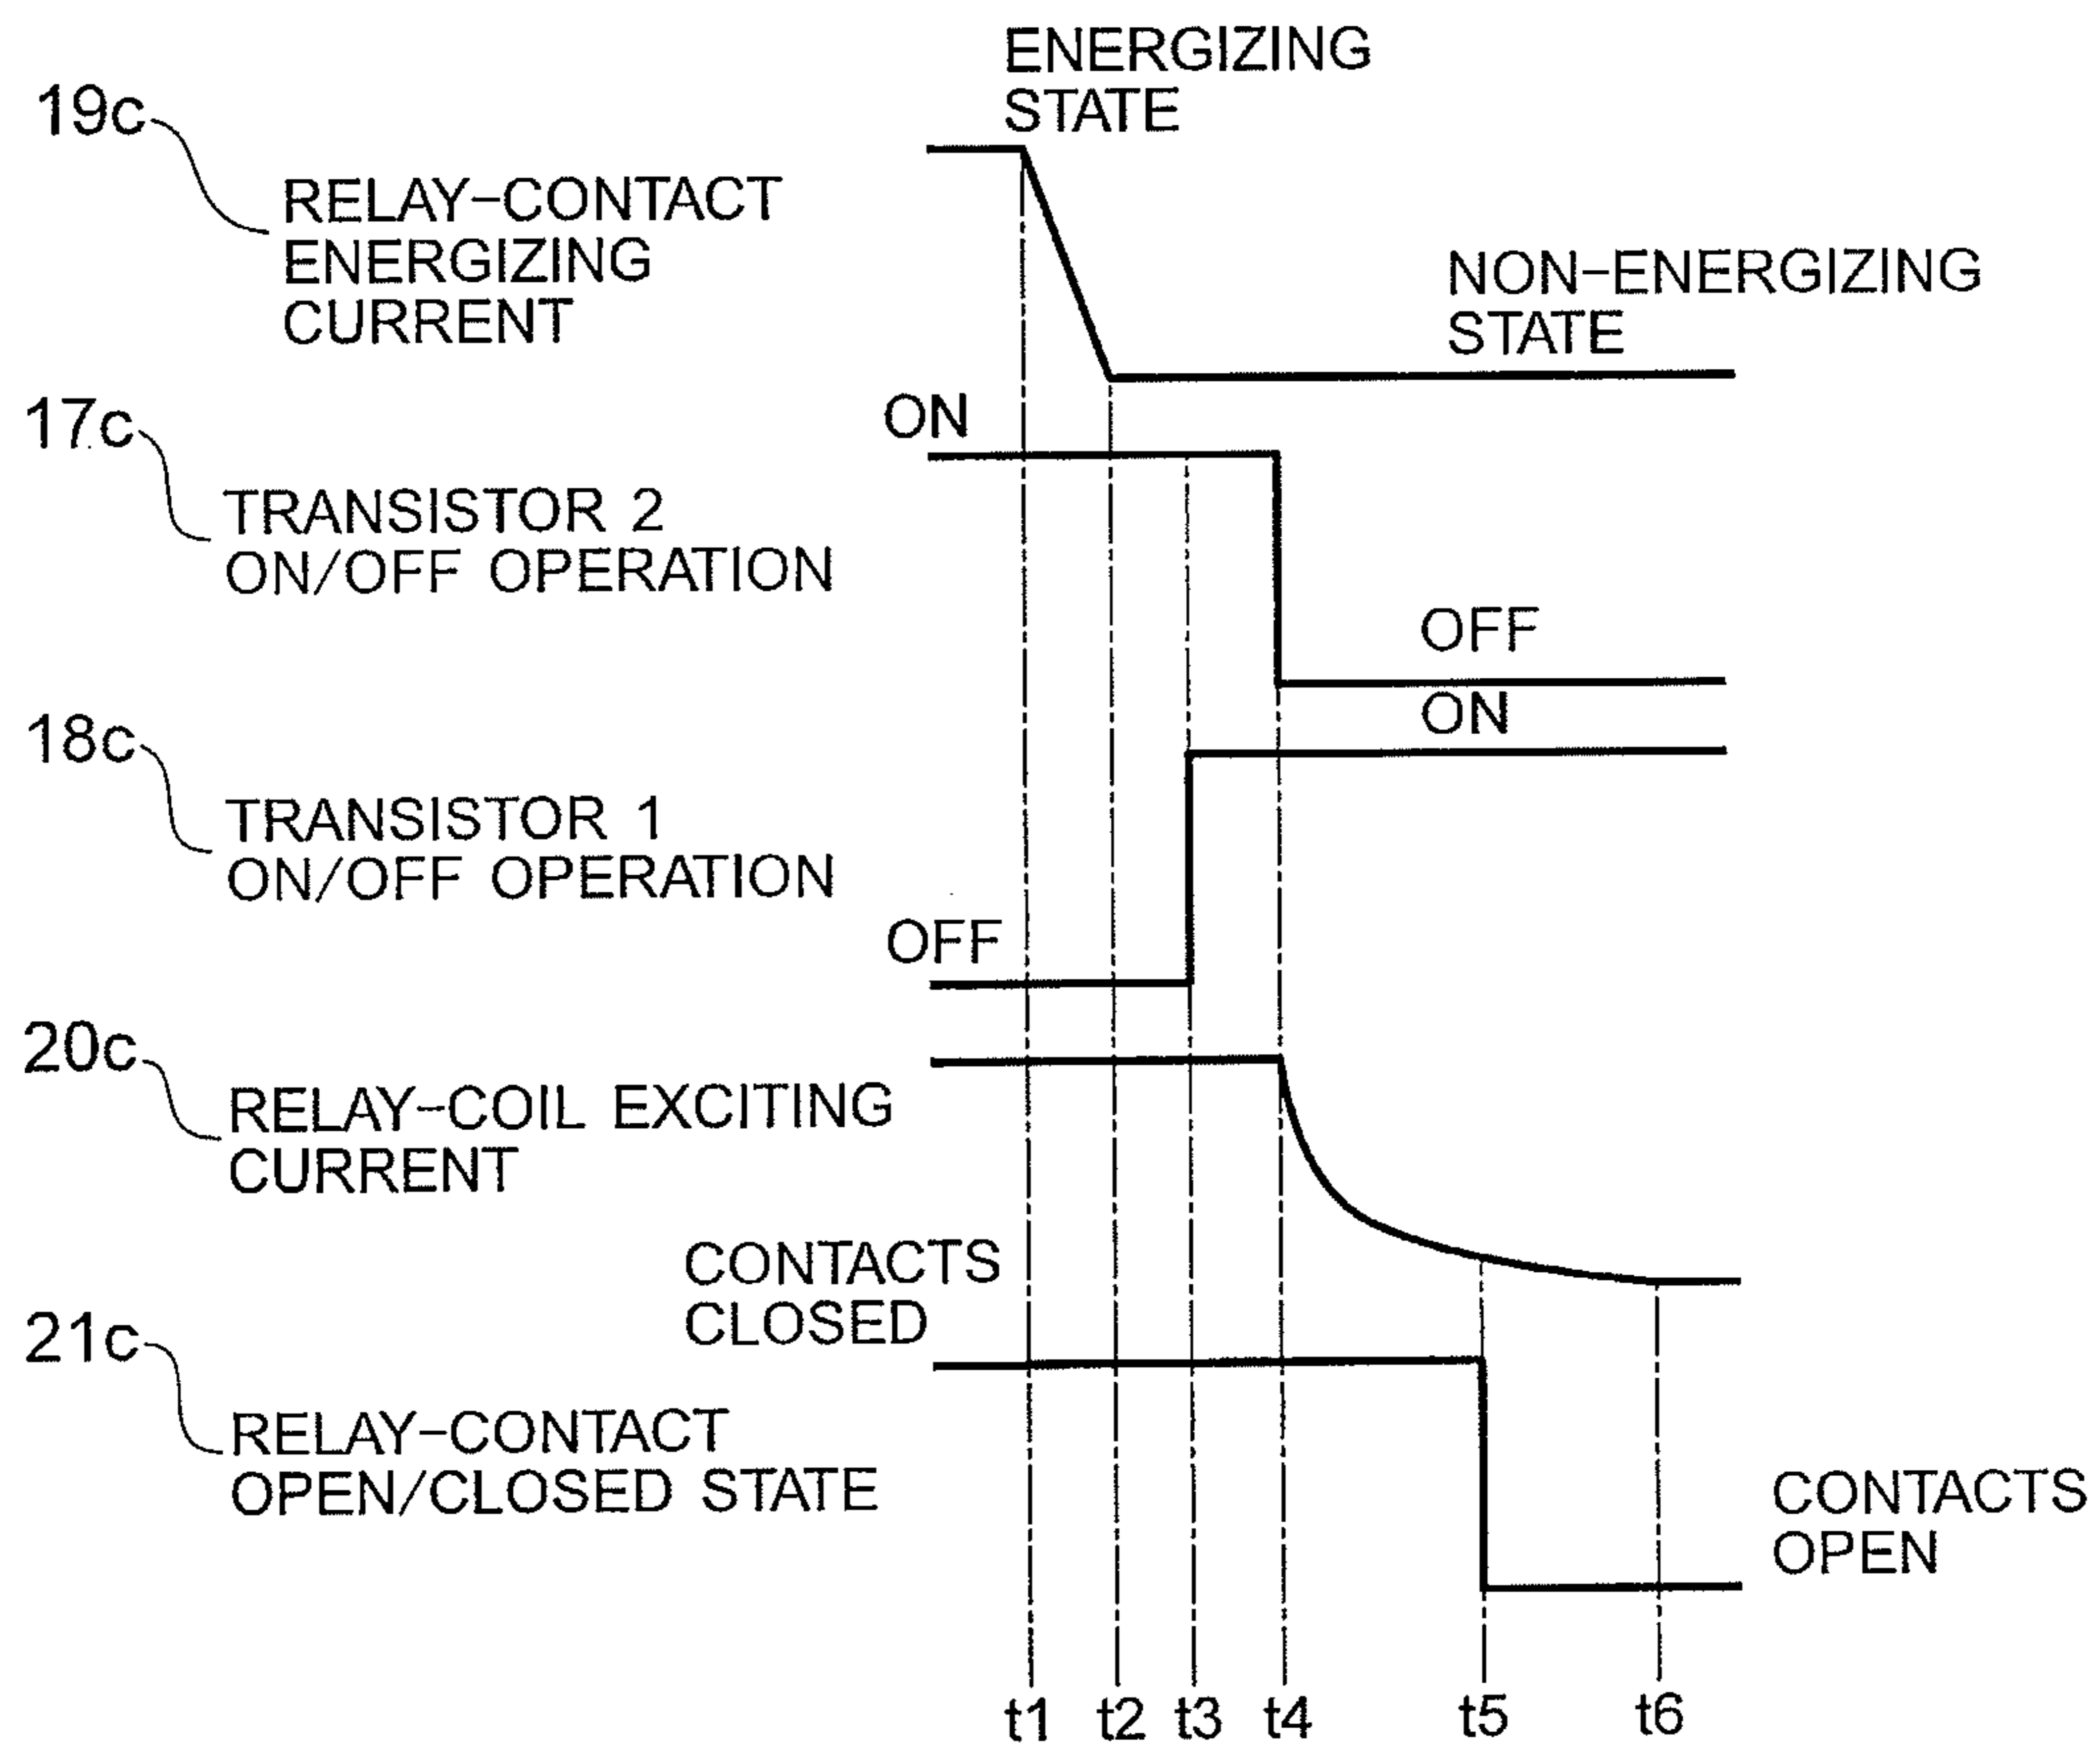 ENERGIZING
STATE
19c
RELAY-CONTACT
ENERGIZING
CURRENT
NON-ENERGIZING
STATE
17c
ON
TRANSISTOR 2
ON/OFF OPERATION
OFF
18c
ON
TRANSISTOR 1
ON/OFF OPERATION
OFF
20c
RELAY-COIL EXCITING
CURRENT
CONTACTS
CLOSED
21c
RELAY-CONTACT
OPEN/CLOSED STATE
CONTACTS
OPEN
t1 t2 t3 t4 t5 t6